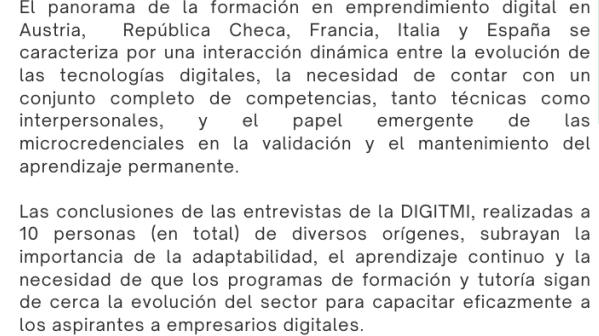 El panorama de la formación en emprendimiento digital en
Austria, República Checa, Francia, Italia y España se
caracteriza por una interacción dinámica entre la evolución de
las tecnologías digitales, la necesidad de contar con un
conjunto completo de competencias, tanto técnicas como
interpersonales, y el papel emergente de las
microcredenciales en la validación y el mantenimiento del
aprendizaje permanente.
Las conclusiones de las entrevistas de la DIGITMI, realizadas a
10 personas (en total) de diversos orígenes, subrayan la
importancia de la adaptabilidad, el aprendizaje continuo y la
necesidad de que los programas de formación y tutoría sigan
de cerca la evolución del sector para capacitar eficazmente a
los aspirantes a empresarios digitales.